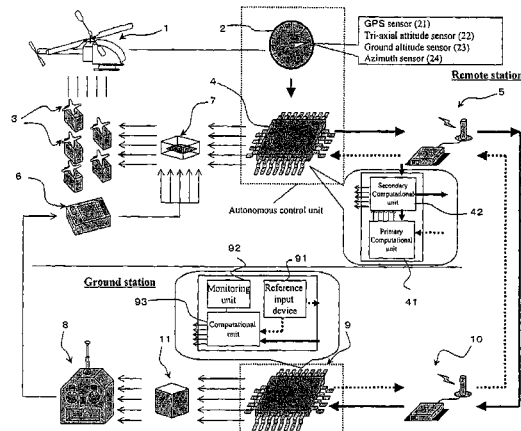 1
2
GPS sensor (21)
Tri-axial attitude sensor (22)
Ground altitude sensor (23)
Azimuth sensor (24)
Remote station
3
4
5
6
7
Autonomous control unit
Secondary
Computational
unit
42
Primary
Computational
unit
41
Ground station
92
91
93
Monitoring
unit
Reference
input
device
Computational
unit
8
11
9
10